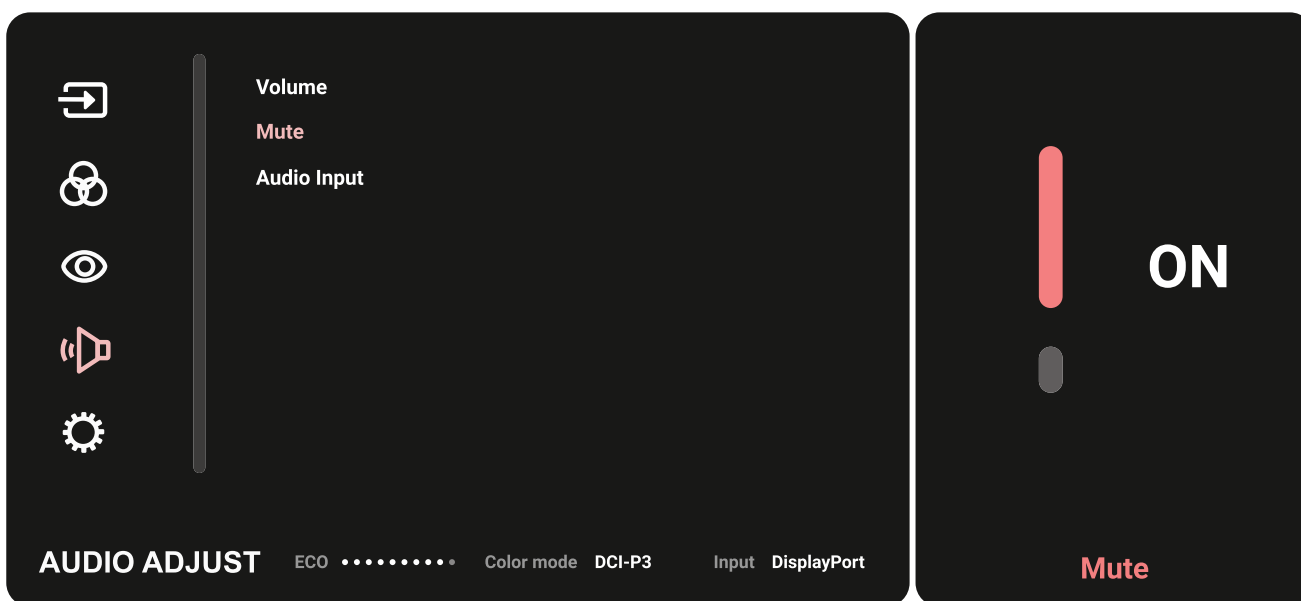 Volume
Mute
Audio Input
AUDIO ADJUST ECO Color mode DCI-P3 Input DisplayPort
ON
Mute